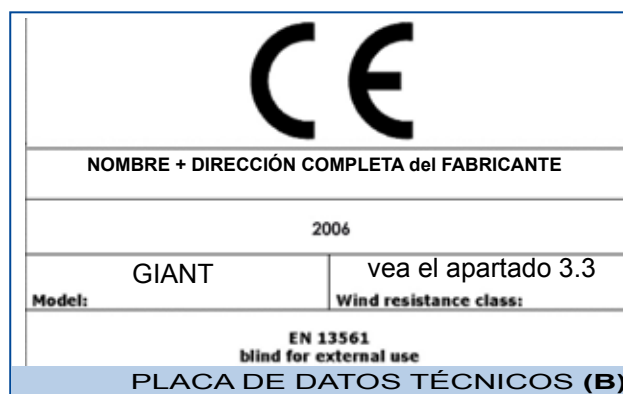 CE
NOMBRE + DIRECCIÓN COMPLETA del FABRICANTE
2006
GIANT
Model:
vea el apartado 3.3
Wind resistance class:
EN 13561
blind for external use
PLACA DE DATOS TÉCNICOS (B)